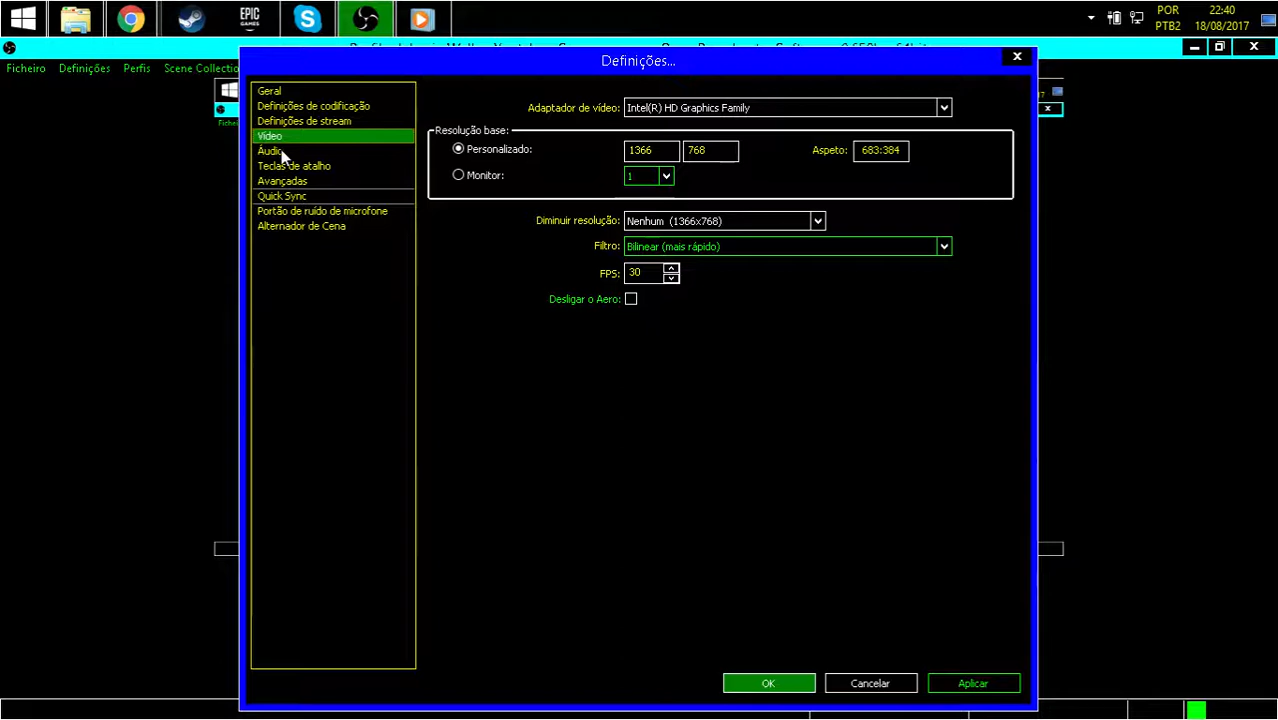 EPIC
GAMES
POR
PTB2
22:40
18/08/2017
Ficheiro
Definições
Perfis
Scene Collectio
Definições...
Geral
Definições de codificação
Definições de stream
Vídeo
Áudio
Teclas de atalho
Avançadas
Quick Sync
Portão de ruído de microfone
Alternador de Cena
Adaptador de vídeo: Intel(R) HD Graphics Family
Resolução base:
Personalizado: 1366 768 Aspeto: 683:384
Monitor: 1
Diminuir resolução: Nenhum (1366x768)
Filtro: Bilinear (mais rápido)
FPS: 30
Desligar o Aero:
OK
Cancelar
Aplicar